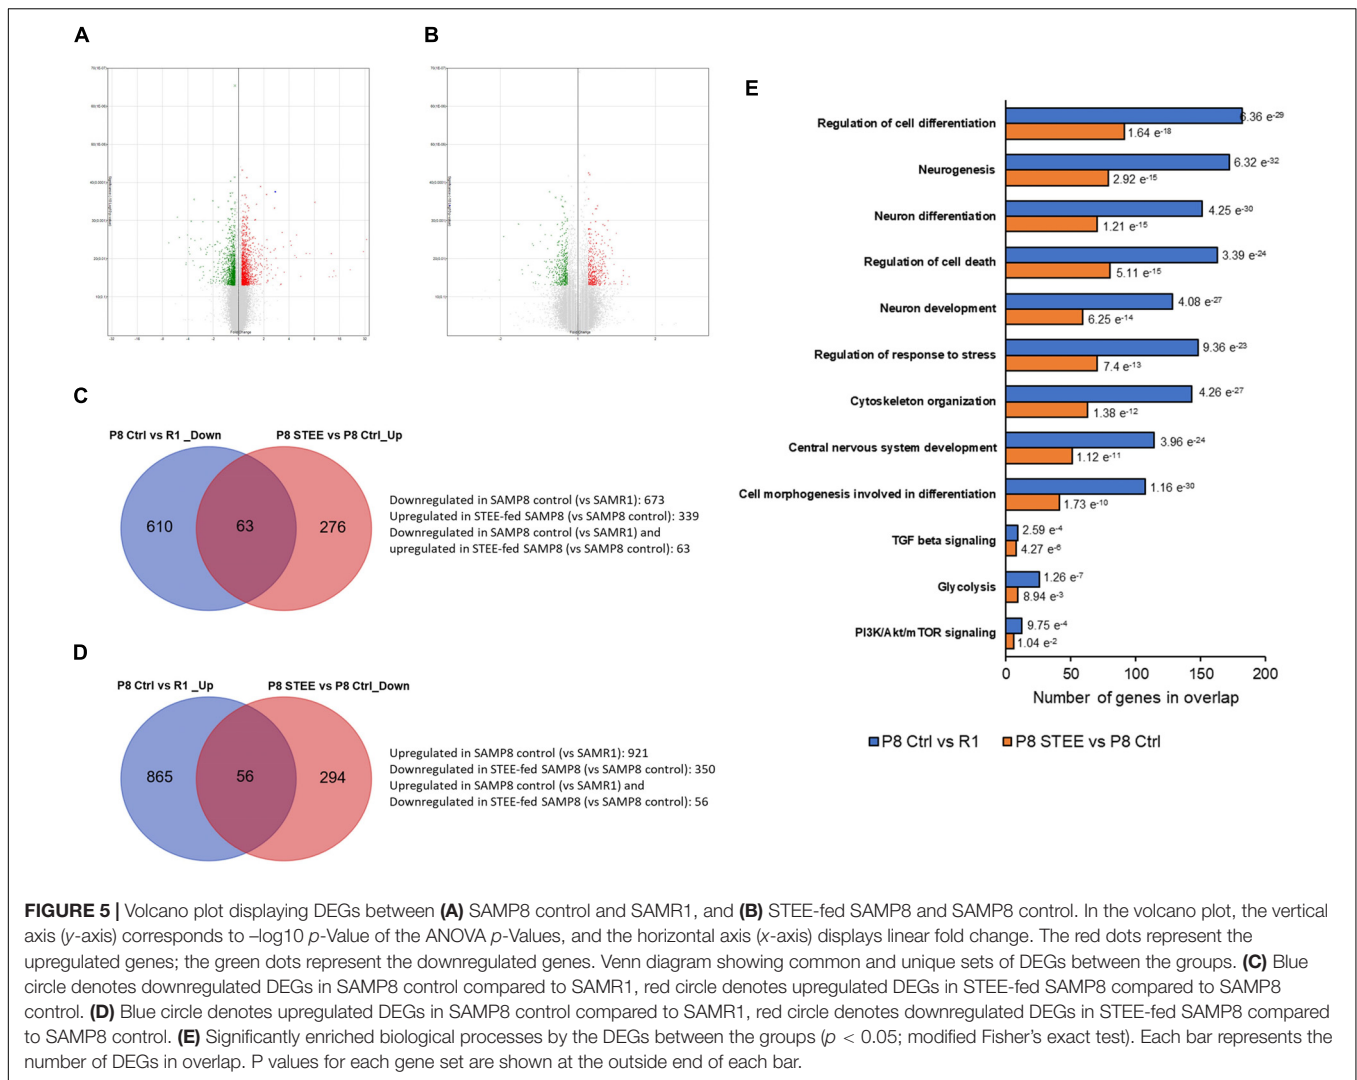 A
B
Fold Change
Fold Change
C
P8 Ctrl vs R1 _Down
P8 STEE vs P8 Ctrl_Up
610
63
276
Downregulated in SAMP8 control (vs SAMR1): 673
Upregulated in STEE-fed SAMP8 (vs SAMP8 control): 339
Downregulated in SAMP8 control (vs SAMR1) and
upregulated in STEE-fed SAMP8 (vs SAMP8 control): 63
D
P8 Ctrl vs R1 _Up
P8 STEE vs P8 Ctrl_Down
865
56
294
Upregulated in SAMP8 control (vs SAMR1): 921
Downregulated in STEE-fed SAMP8 (vs SAMP8 control): 350
Upregulated in SAMP8 control (vs SAMR1) and
Downregulated in STEE-fed SAMP8 (vs SAMP8 control): 56
E
Regulation of cell differentiation
6.36 e-29
1.64 e-18
Neurogenesis
6.32 e-32
2.92 e-15
Neuron differentiation
4.25 e-30
1.21 e-15
Regulation of cell death
3.39 e-24
5.11 e-15
Neuron development
4.08 e-27
6.25 e-14
Regulation of response to stress
9.36 e-23
7.4 e-13
Cytoskeleton organization
4.26 e-27
1.38 e-12
Central nervous system development
3.96 e-24
1.12 e-11
Cell morphogenesis involved in differentiation
1.16 e-30
1.73 e-10
TGF beta signaling
2.59 e-4
4.27 e-6
Glycolysis
1.26 e-7
8.94 e-3
PI3K/Akt/mTOR signaling
9.75 e-4
1.04 e-2
0 50 100 150 200
Number of genes in overlap
P8 Ctrl vs R1 P8 STEE vs P8 Ctrl
FIGURE 5 | Volcano plot displaying DEGs between (A) SAMP8 control and SAMR1, and (B) STEE-fed SAMP8 and SAMP8 control. In the volcano plot, the vertical
axis (y-axis) corresponds to –log10 p-Value of the ANOVA p-Values, and the horizontal axis (x-axis) displays linear fold change. The red dots represent the
upregulated genes; the green dots represent the downregulated genes. Venn diagram showing common and unique sets of DEGs between the groups. (C) Blue
circle denotes downregulated DEGs in SAMP8 control compared to SAMR1, red circle denotes upregulated DEGs in STEE-fed SAMP8 compared to SAMP8
control. (D) Blue circle denotes upregulated DEGs in SAMP8 control compared to SAMR1, red circle denotes downregulated DEGs in STEE-fed SAMP8 compared
to SAMP8 control. (E) Significantly enriched biological processes by the DEGs between the groups (p < 0.05; modified Fisher's exact test). Each bar represents the
number of DEGs in overlap. P values for each gene set are shown at the outside end of each bar.